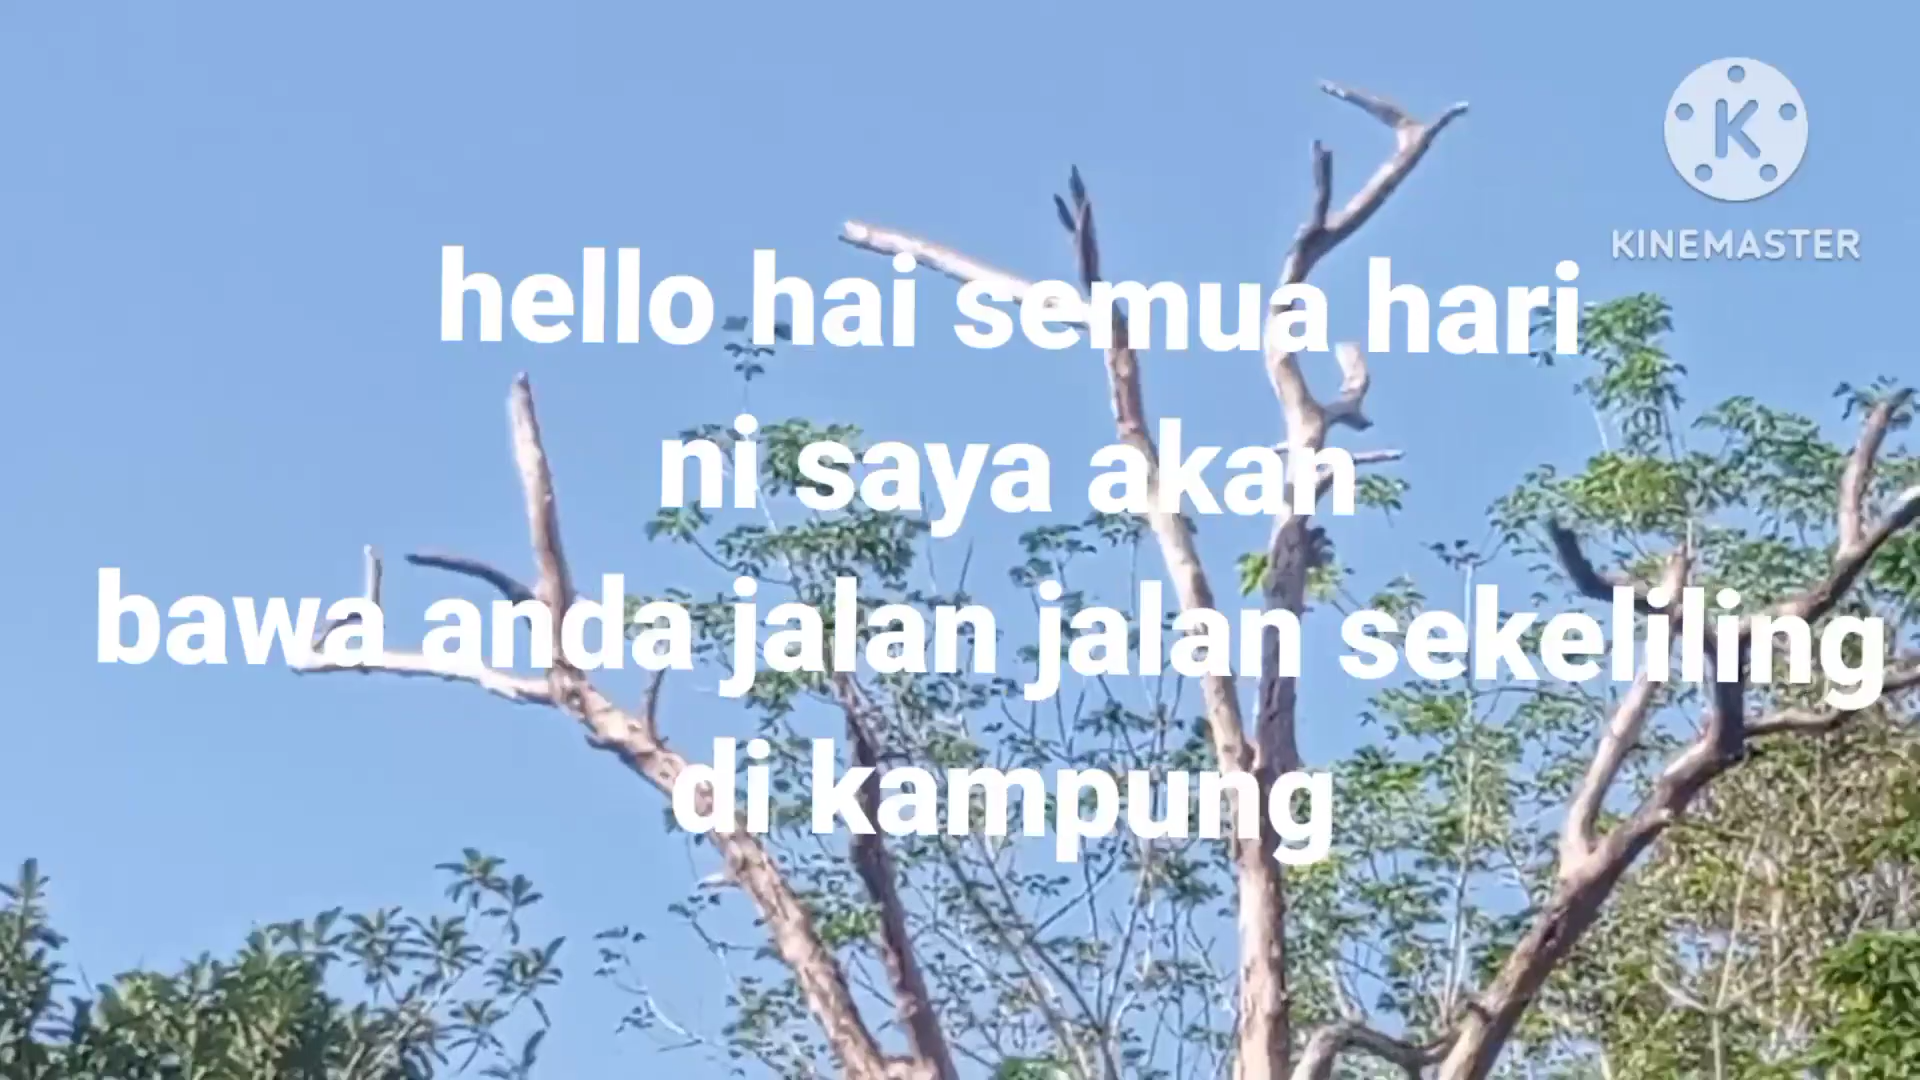 K
KINEMASTER
hello hai semua hari
ni saya akan
bawa anda jalan jalan sekeliling
di kampung